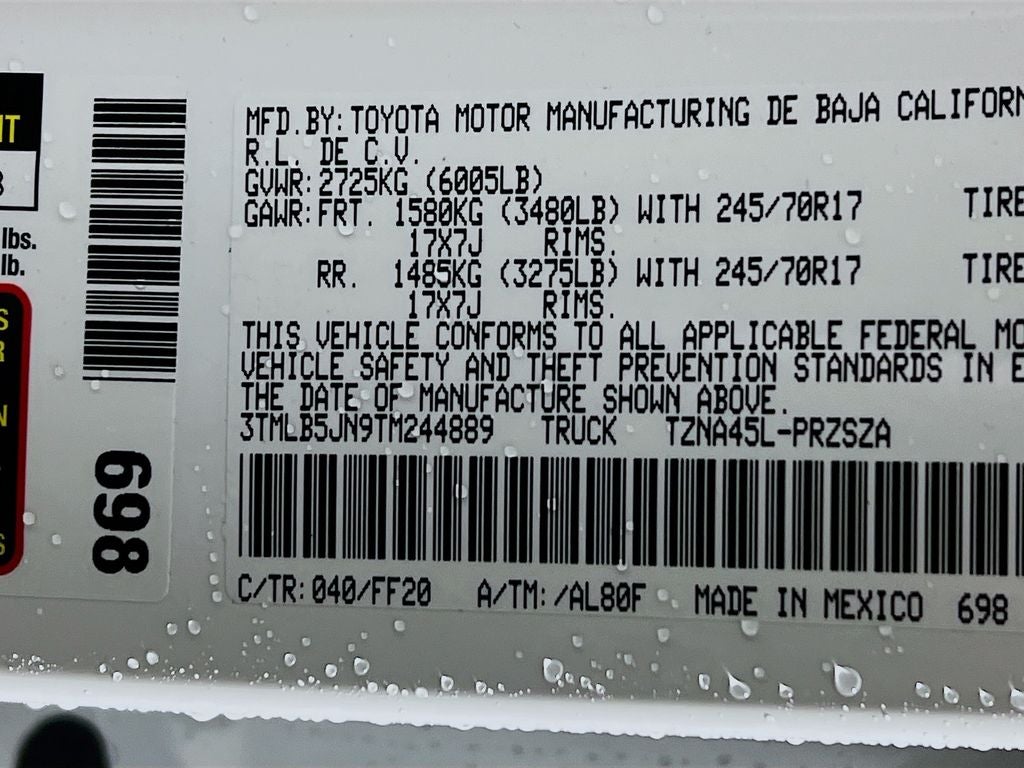 MFD.BY:TOYOTA MOTOR MANUFACTURING DE BAJA CALIFORN
R.L. DE C.V.
GVWR:2725KG (6005LB)
GAWR:FRT. 1580KG (3480LB) WITH 245/70R17 TIRE
17X7J RIMS.
RR. 1485KG (3275LB) WITH 245/70R17 TIRE
17X7J RIMS.
THIS VEHICLE CONFORMS TO ALL APPLICABLE FEDERAL MO
VEHICLE SAFETY AND THEFT PREVENTION STANDARDS IN E
THE DATE OF MANUFACTURE SHOWN ABOVE.
3TMLB5JN9TM244889 TRUCK TZNA45L-PRZSZA
C/TR:040/FF20 A/TM:/AL80F MADE IN MEXICO 698
698
lbs.
lb.